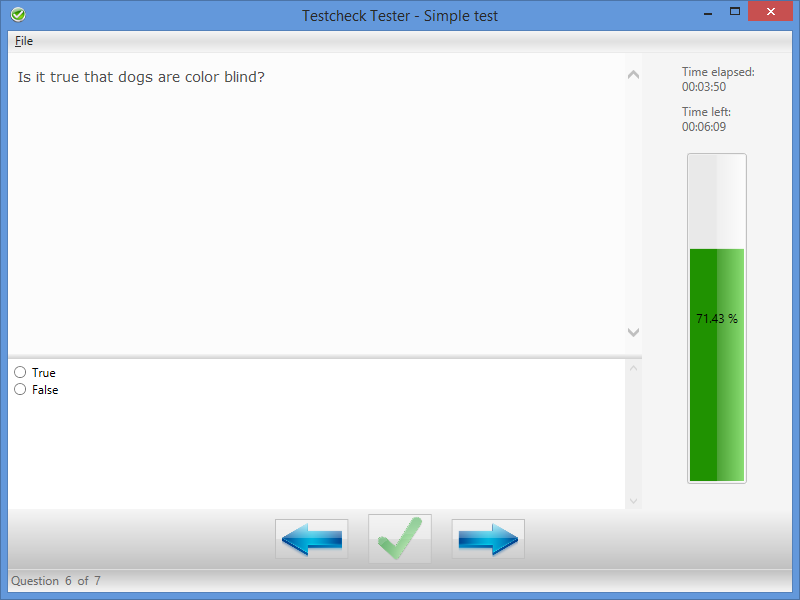 Testcheck Tester - Simple test
File
Is it true that dogs are color blind?
Time elapsed:
00:03:50
Time left:
00:06:09
71.43 %
True
False
Question 6 of 7